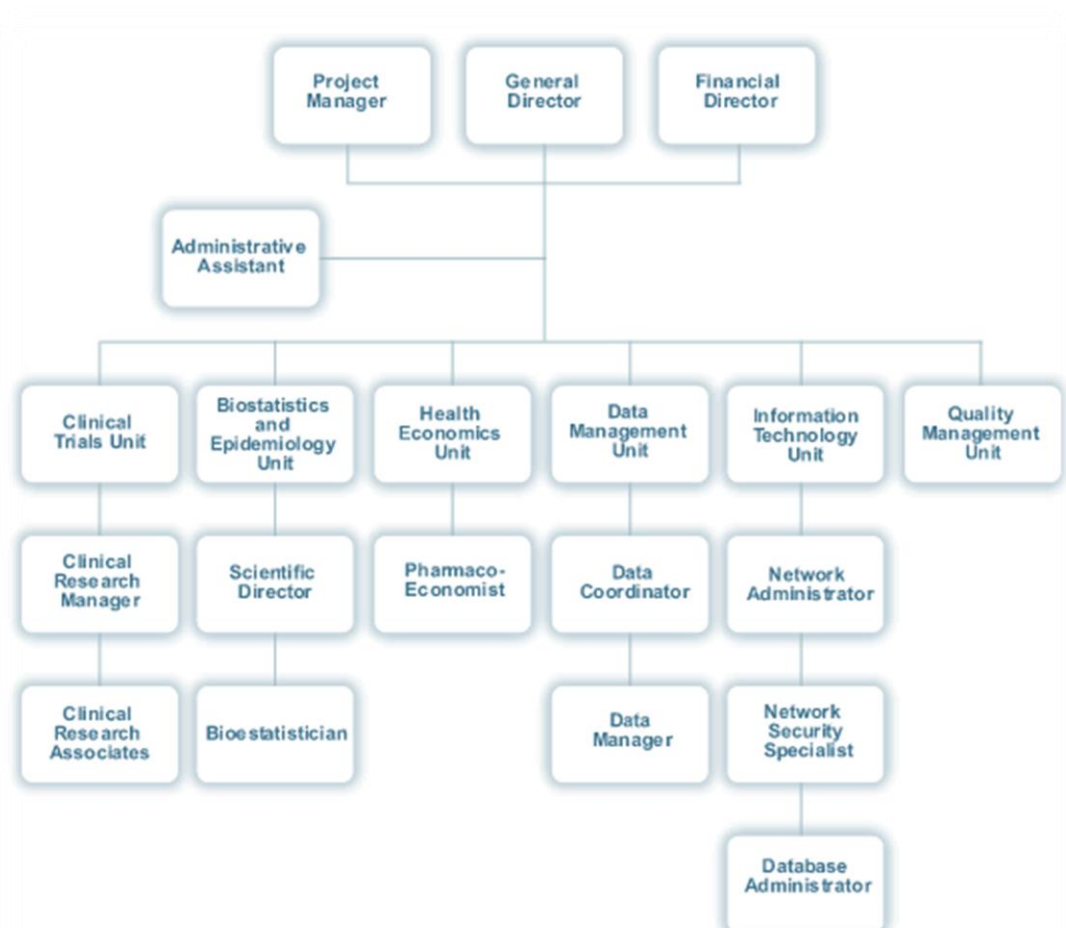 Project
Manager
General
Director
Financial
Director
Administrative
Assistant
Clinical
Trials Unit
Biostatistics
and
Epidemiology
Unit
Health
Economics
Unit
Data
Management
Unit
Information
Technology
Unit
Quality
Management
Unit
Clinical
Research
Manager
Scientific
Director
Pharmaco-
Economist
Data
Coordinator
Network
Administrator
Clinical
Research
Associates
Bioestatistician
Data
Manager
Network
Security
Specialist
Database
Administrator